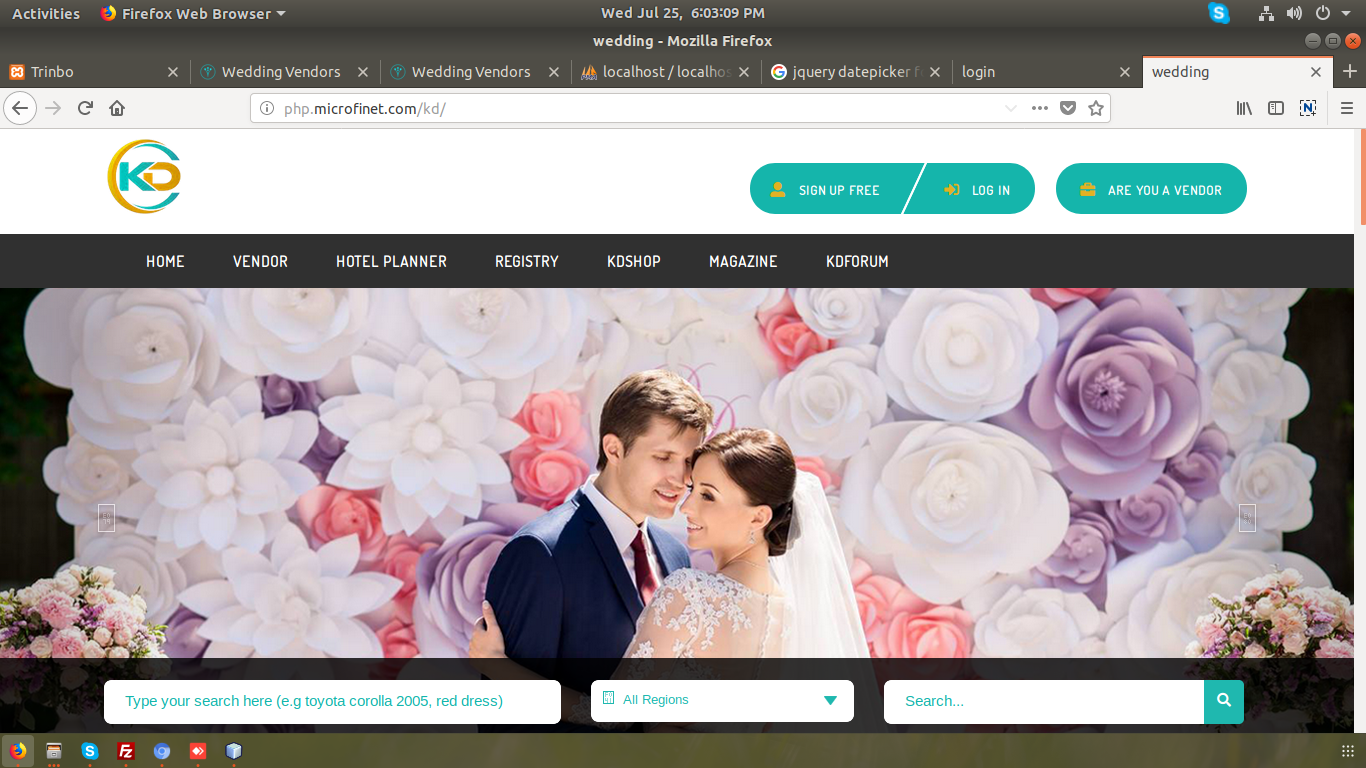 Activities Firefox Web Browser Wed Jul 25, 6:03:09 PM
wedding - Mozilla Firefox
Trinbo Wedding Vendors Wedding Vendors localhost / localhos jquery datepicker f login wedding
php.microfinet.com/kd/
KD
SIGN UP FREE LOG IN ARE YOU A VENDOR
HOME VENDOR HOTEL PLANNER REGISTRY KDSHOP MAGAZINE KDFORUM
Type your search here (e.g toyota corolla 2005, red dress) All Regions Search...